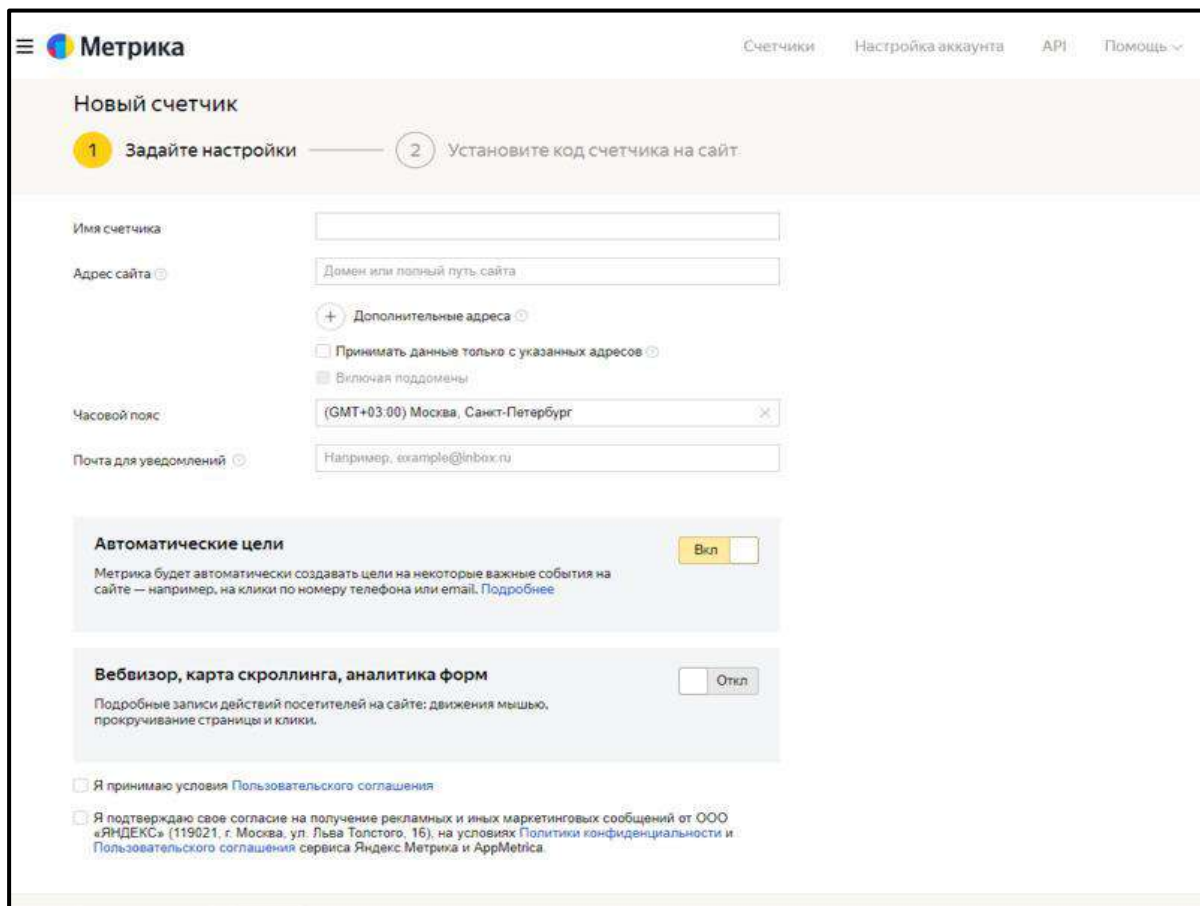 Метрика
Счетчики Настройка аккаунта API Помощь
Новый счетчик
1 Задайте настройки 2 Установите код счетчика на сайт
Имя счетчика
Адрес сайта ? Домен или полный путь сайта
+ Дополнительные адреса ?
Принимать данные только с указанных адресов ?
Включая поддомены
Часовой пояс (GMT+03:00) Москва, Санкт-Петербург
Почта для уведомлений ? Например, example@inbox.ru
Автоматические цели Вкл
Метрика будет автоматически создавать цели на некоторые важные события на
сайте — например, на клики по номеру телефона или email. Подробнее
Вебвизор, карта скроллинга, аналитика форм Откл
Подробные записи действий посетителей на сайте: движения мышью,
прокручивание страницы и клики.
Я принимаю условия Пользовательского соглашения
Я подтверждаю свое согласие на получение рекламных и иных маркетинговых сообщений от ООО
«ЯНДЕКС» (119021, г. Москва, ул. Льва Толстого, 16), на условиях Политики конфиденциальности и
Пользовательского соглашения сервиса Яндекс.Метрика и AppMetrica